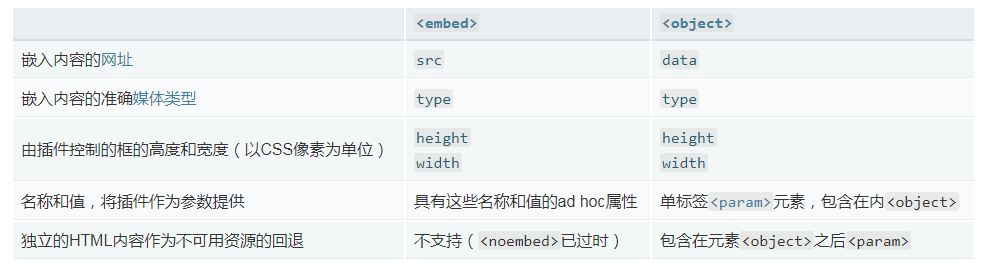 <embed> <object>
嵌入内容的网址 src data
嵌入内容的准确媒体类型 type type
由插件控制的框的高度和宽度（以CSS像素为单位） height height
width width
名称和值，将插件作为参数提供 具有这些名称和值的ad hoc属性 单标签<param>元素，包含在内<object>
独立的HTML内容作为不可用资源的回退 不支持（<noembed>已过时） 包含在元素<object>之后<param>